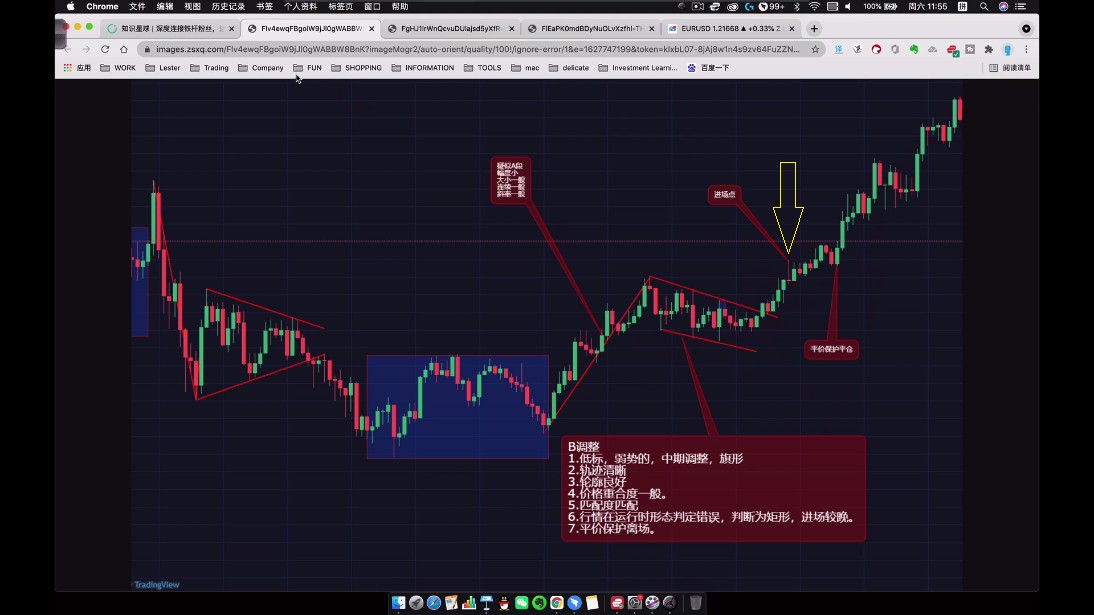 Chrome 文件 编辑 视图 历史记录 书签 个人资料 标签页 窗口 帮助
99+ 100% 周六 11:55
知识星球 | 深度连接铁杆粉丝,
Flv4ewqFBgoiW9Jjl0gWABBW8
FgHJ1lrWnQcvuDUlajsd5yXfR-
FlEaPK0mdBDyNuOLvXzfhl-TH
EURUSD 1.21668 ▲ +0.33% Z
images.zsxq.com/Flv4ewqFBgoiW9Jjl0gWABBW8BnK?imageMogr2/auto-orient/quality/100!/ignore-error/1&e=1627747199&token=kIxbL07-8jAj8w1n4s9zv64FuZZN...
应用 WORK Lester Trading Company FUN SHOPPING INFORMATION TOOLS mac delicate Investment Learni... 百度一下 阅读清单
疑似A段
幅度小
大小一般
连续一般
斜率一般
进场点
平价保护平仓
B调整
1.低标，弱势的，中期调整，旗形
2.轨迹清晰
3.轮廓良好
4.价格重合度一般。
5.匹配度匹配
6.行情在运行时形态判定错误，判断为矩形，进场较晚。
7.平价保护离场。
TradingView